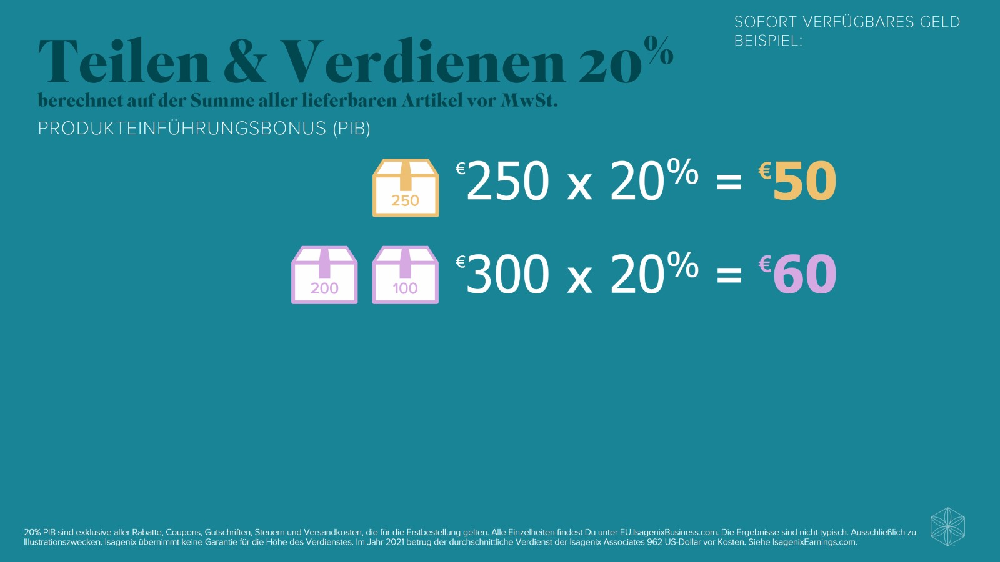 SOFORT VERFÜGBARES GELD
BEISPIEL:
Teilen & Verdienen 20%
berechnet auf der Summe aller lieferbaren Artikel vor MwSt.
PRODUKTEINFÜHRUNGSBONUS (PIB)
250 €250 x 20% = €50
200 100 €300 x 20% = €60
20% PIB sind exklusive aller Rabatte, Coupons, Gutschriften, Steuern und Versandkosten, die für die Erstbestellung gelten. Alle Einzelheiten findest Du unter EU.IsagenixBusiness.com. Die Ergebnisse sind nicht typisch. Ausschließlich zu
Illustrationszwecken. Isagenix übernimmt keine Garantie für die Höhe des Verdienstes. Im Jahr 2021 betrug der durchschnittliche Verdienst der Isagenix Associates 962 US-Dollar vor Kosten. Siehe IsagenixEarnings.com.